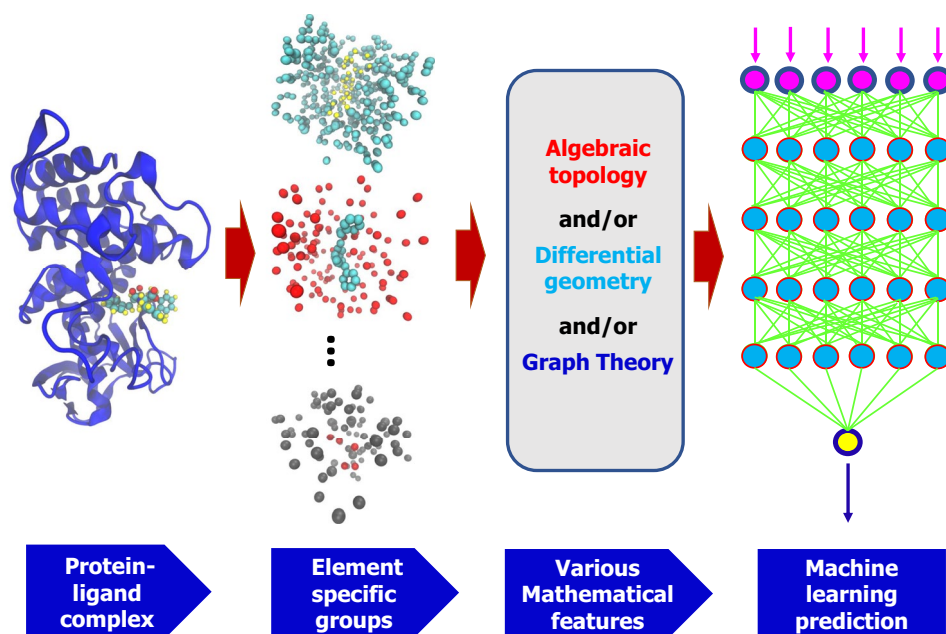 Algebraic
topology
and/or
Differential
geometry
and/or
Graph Theory
Protein-
ligand
complex
Element
specific
groups
Various
Mathematical
features
Machine
learning
prediction